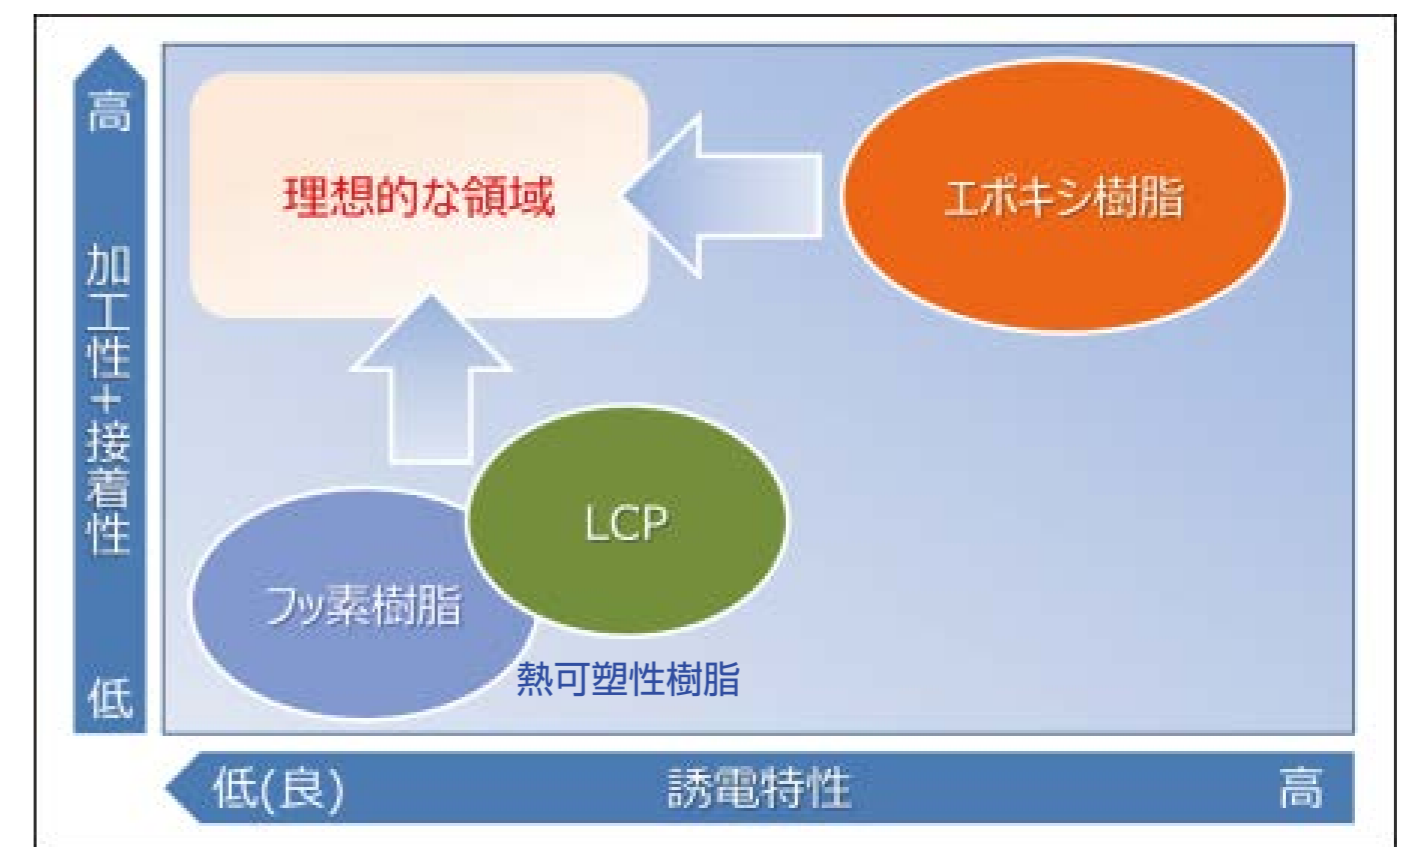 高
加工性+接着性
低
理想的な領域
エポキシ樹脂
LCP
フッ素樹脂
熱可塑性樹脂
低(良)
誘電特性
高